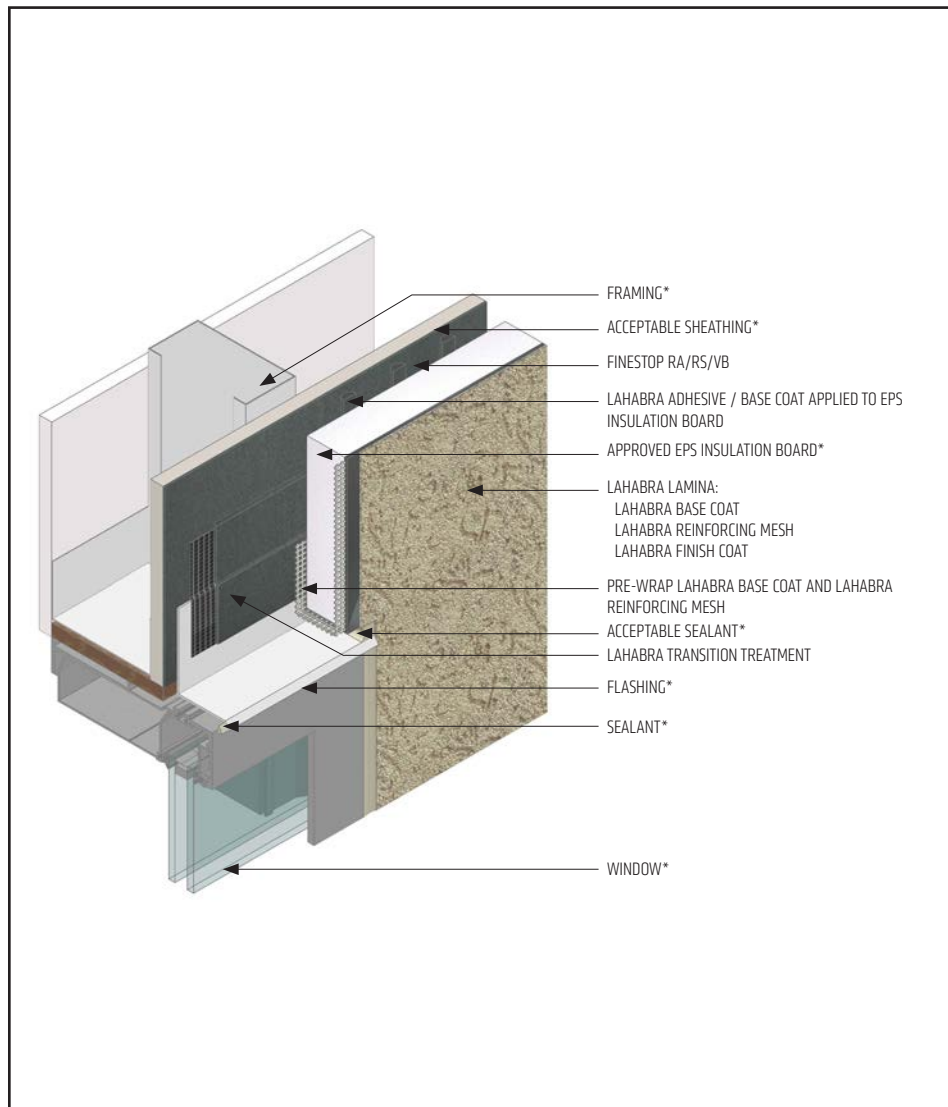 FRAMING*
ACCEPTABLE SHEATHING*
FINESTOP RA/RS/VB
LAHABRA ADHESIVE / BASE COAT APPLIED TO EPS
INSULATION BOARD
APPROVED EPS INSULATION BOARD*
LAHABRA LAMINA:
LAHABRA BASE COAT
LAHABRA REINFORCING MESH
LAHABRA FINISH COAT
PRE-WRAP LAHABRA BASE COAT AND LAHABRA
REINFORCING MESH
ACCEPTABLE SEALANT*
LAHABRA TRANSITION TREATMENT
FLASHING*
SEALANT*
WINDOW*